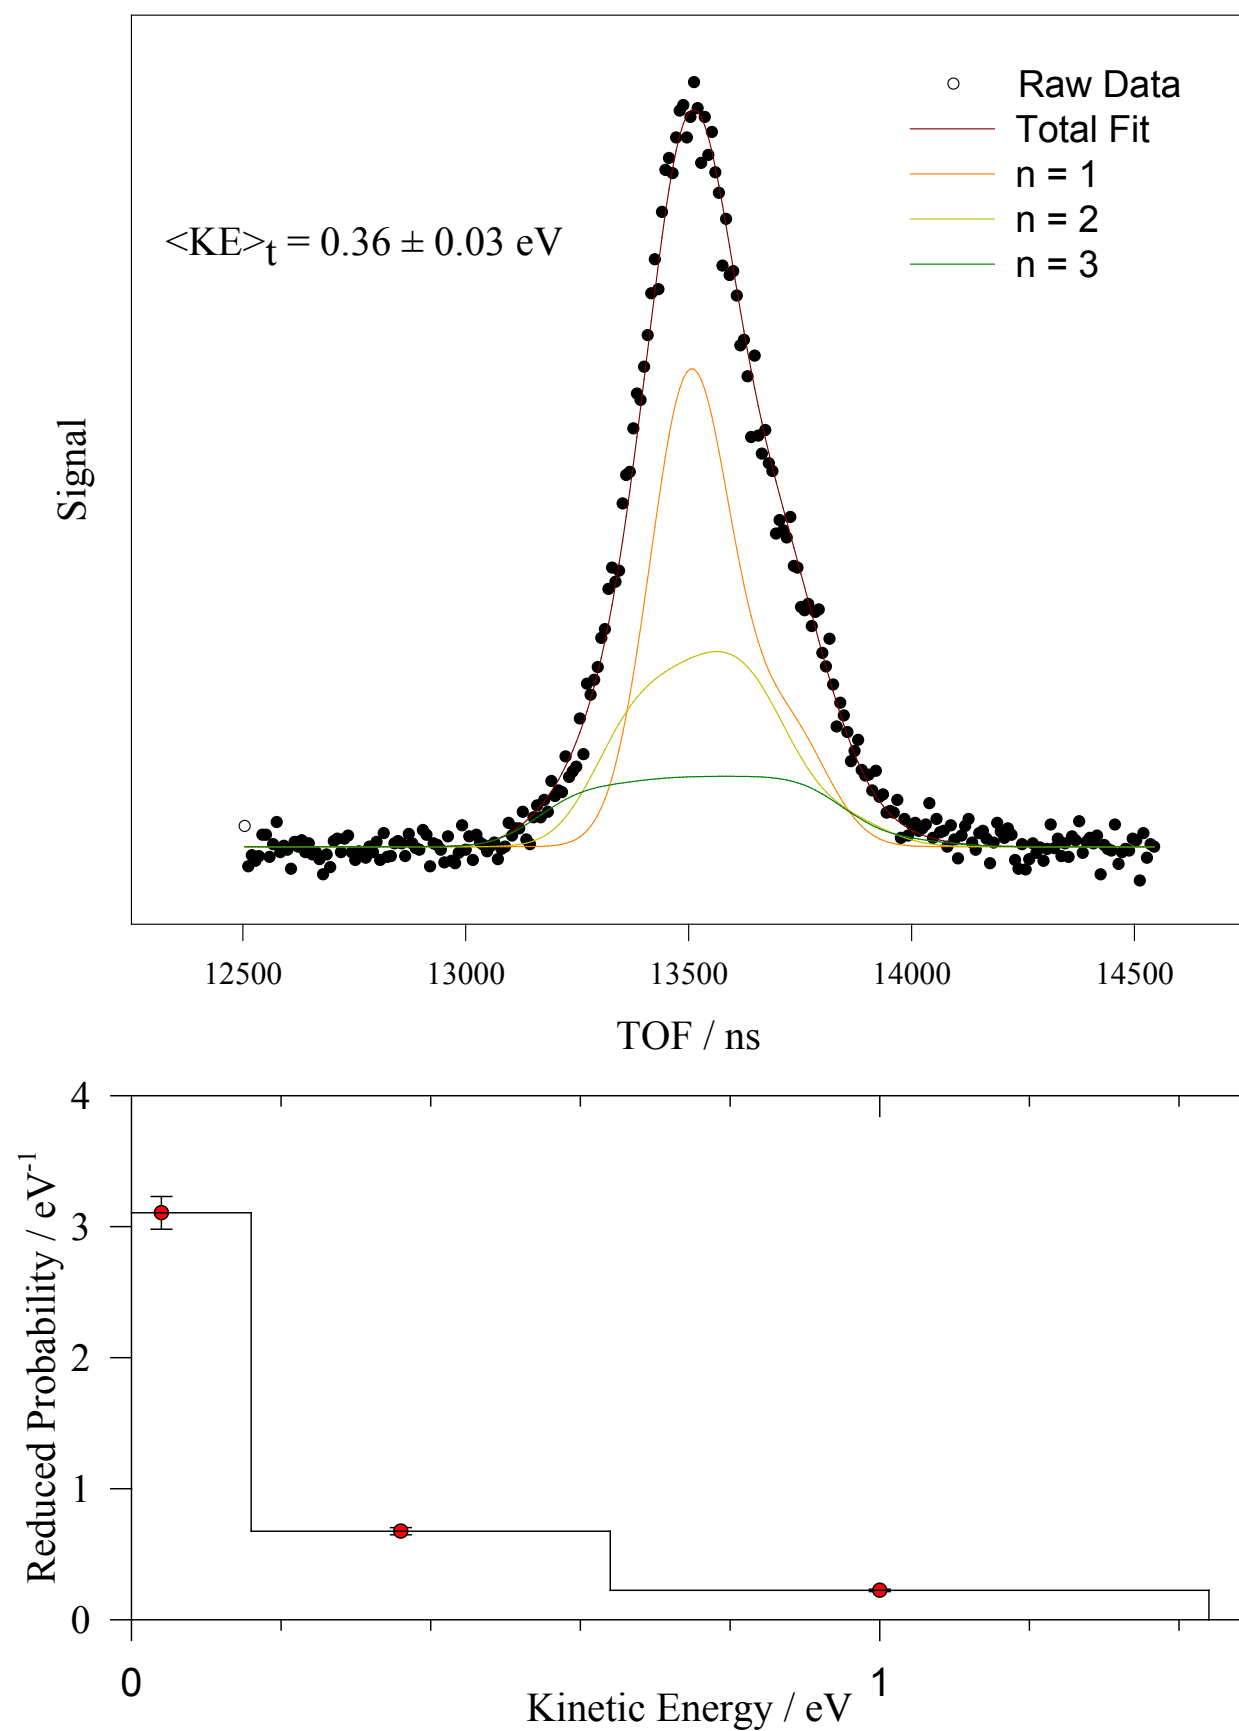 Raw Data
Total Fit
n = 1
n = 2
n = 3
<KE>t = 0.36 ± 0.03 eV
Signal
12500 13000 13500 14000 14500
TOF / ns
4
3
2
1
0
Reduced Probability / eV-1
0 1
Kinetic Energy / eV